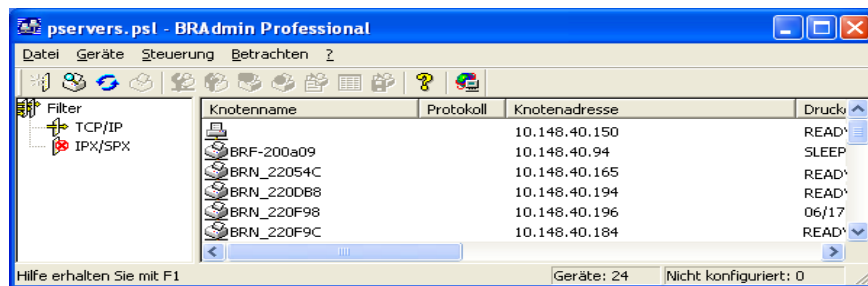 pservers.psl - BRAdmin Professional
Datei Geräte Steuerung Betrachten ?
Filter
TCP/IP
IPX/SPX
Knotenname Protokoll Knotenadresse Drucke
10.148.40.150 READY
BRF-200a09 10.148.40.94 SLEEP
BRN_22054C 10.148.40.165 READY
BRN_220DB8 10.148.40.194 READY
BRN_220F98 10.148.40.196 06/17
BRN_220F9C 10.148.40.184 READY
Hilfe erhalten Sie mit F1 Geräte: 24 Nicht konfiguriert: 0